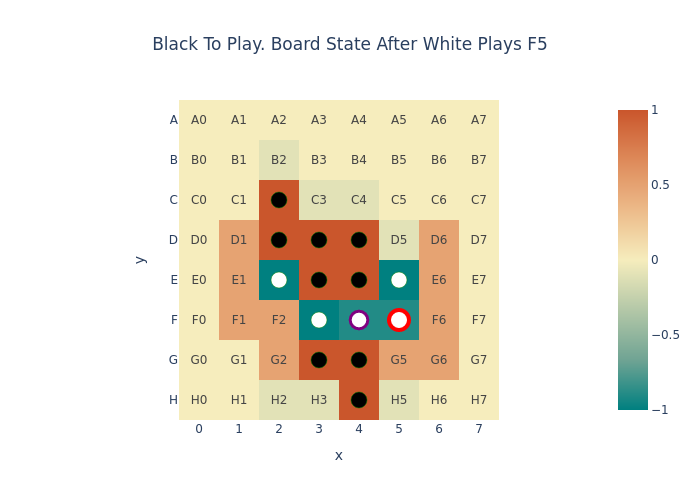 Black To Play. Board State After White Plays F5
A A0 A1 A2 A3 A4 A5 A6 A7 1
B B0 B1 B2 B3 B4 B5 B6 B7
C C0 C1 C3 C4 C5 C6 C7 0.5
D D0 D1 D5 D6 D7
y 0
E E0 E1 E6 E7
F F0 F1 F2 F6 F7 −0.5
G G0 G1 G2 G5 G6 G7
H H0 H1 H2 H3 H5 H6 H7 −1
0 1 2 3 4 5 6 7
x